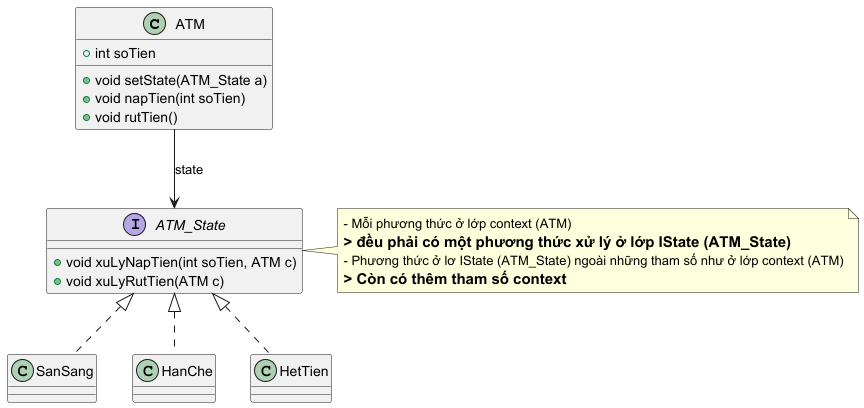 C ATM
int soTien
void setState(ATM_State a)
void napTien(int soTien)
void rutTien()
state
I ATM_State
void xuLyNapTien(int soTien, ATM c)
void xuLyRutTien(ATM c)
- Mỗi phương thức ở lớp context (ATM)
> đều phải có một phương thức xử lý ở lớp IState (ATM_State)
- Phương thức ở lơ IState (ATM_State) ngoài những tham số như ở lớp context (ATM)
> Còn có thêm tham số context
C SanSang
C HanChe
C HetTien